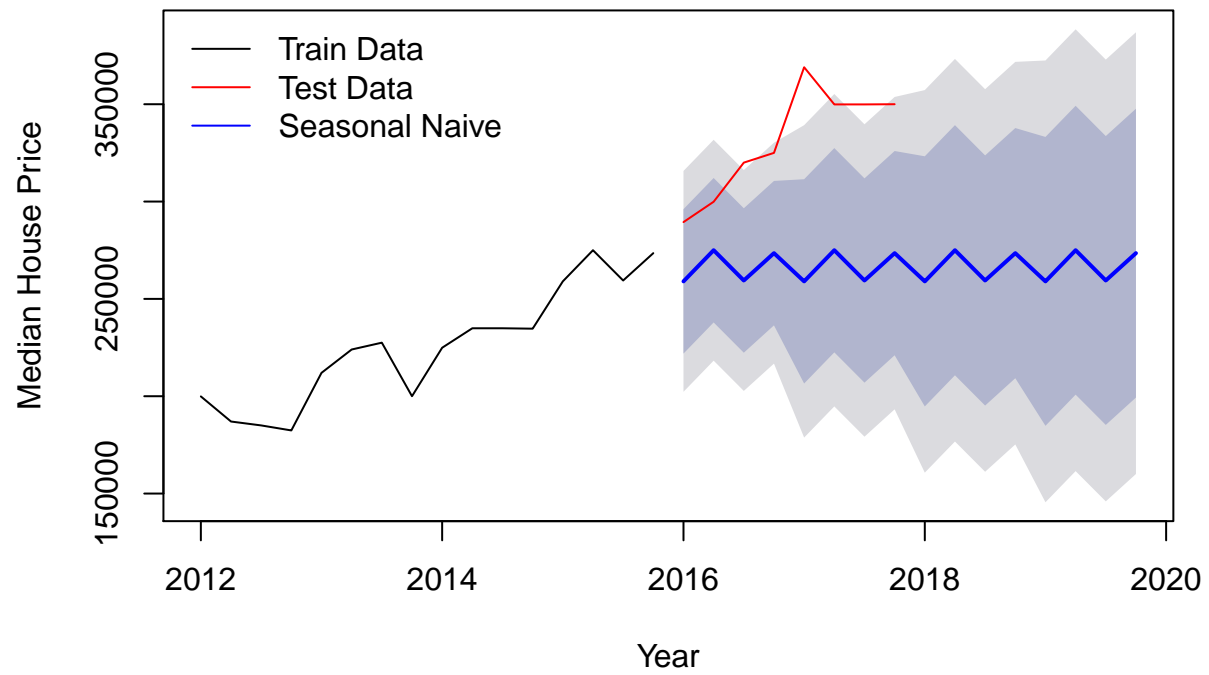 Train Data
Test Data
Seasonal Naive
Median House Price
350000
250000
150000
2012
2014
2016
2018
2020
Year